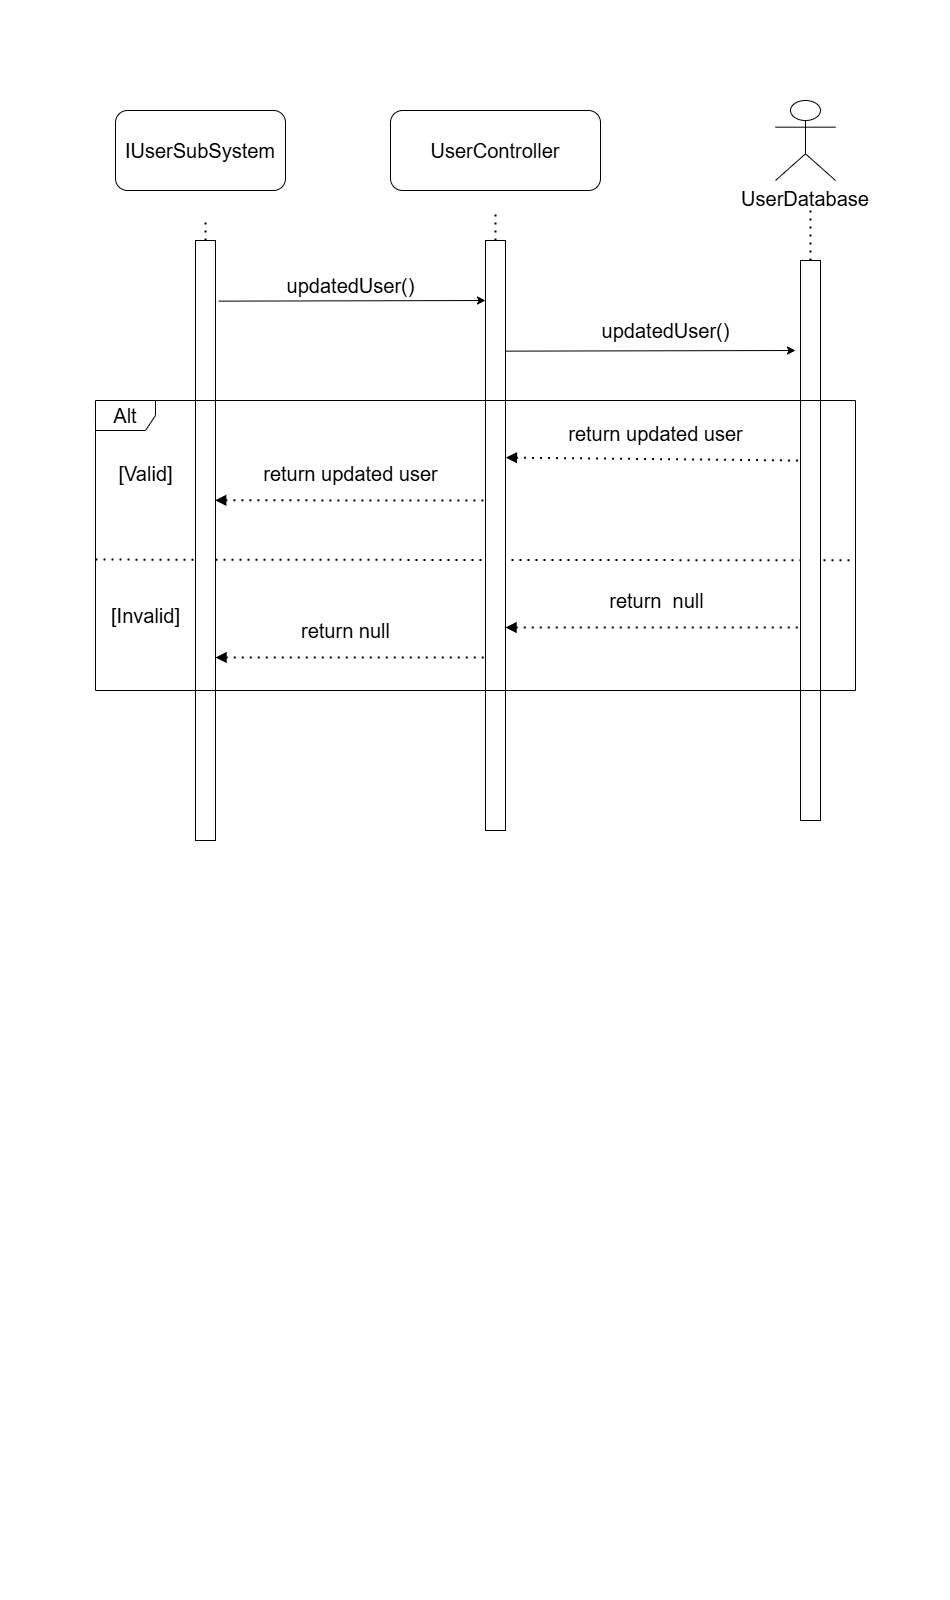 IUserSubSystem
UserController
UserDatabase
updatedUser()
updatedUser()
Alt
return updated user
[Valid]
return updated user
return  null
[Invalid]
return null